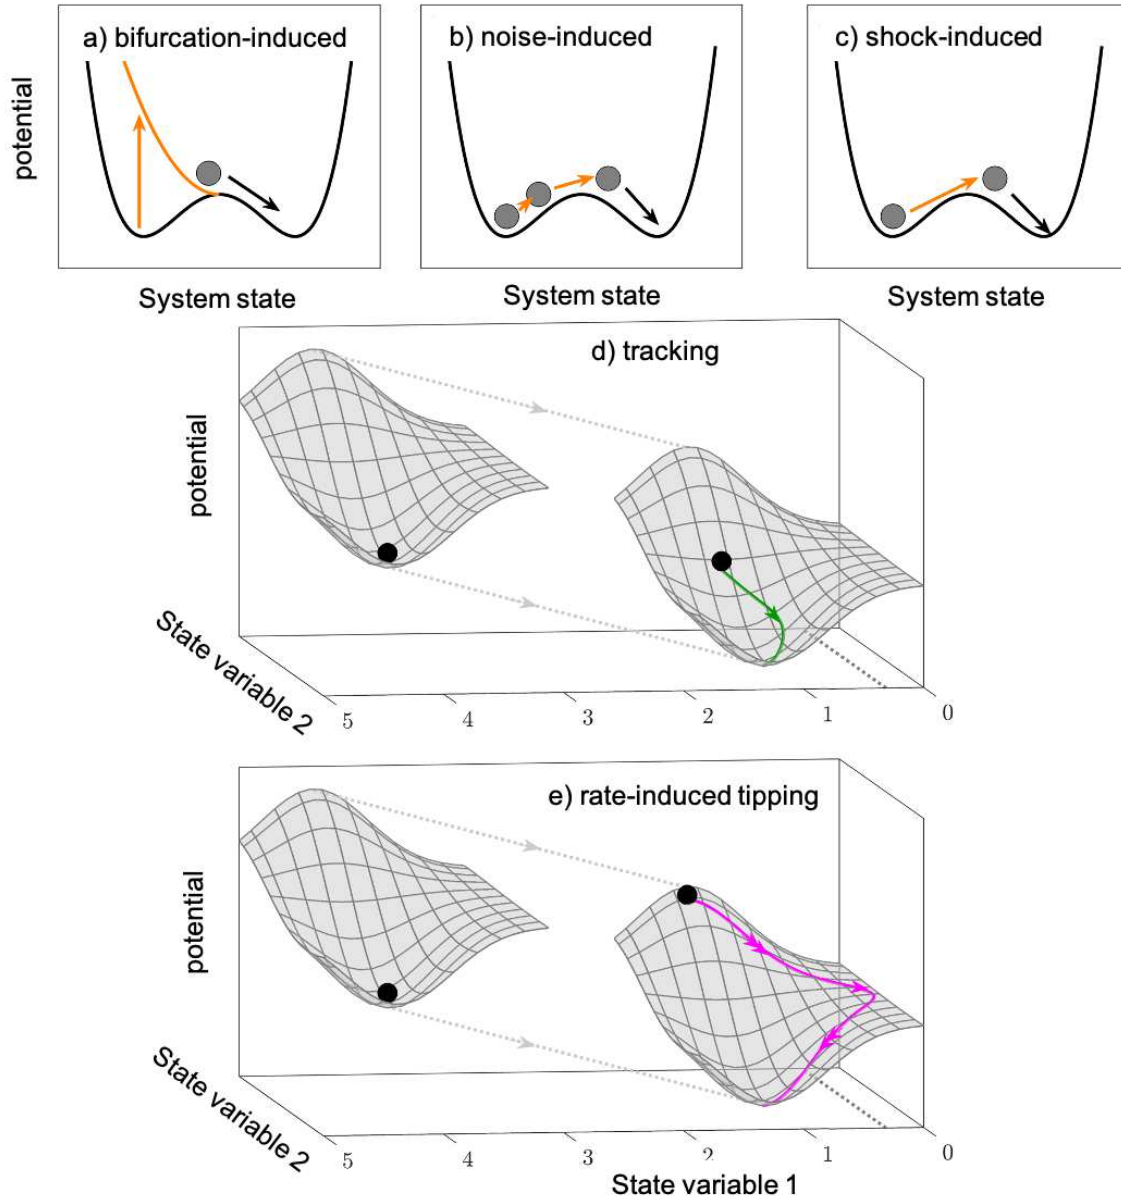 a) bifurcation-induced
b) noise-induced
c) shock-induced
potential
System state
System state
System state
d) tracking
potential
State variable 2
5
4
3
2
1
0
e) rate-induced tipping
potential
State variable 2
5
4
3
2
1
0
State variable 1